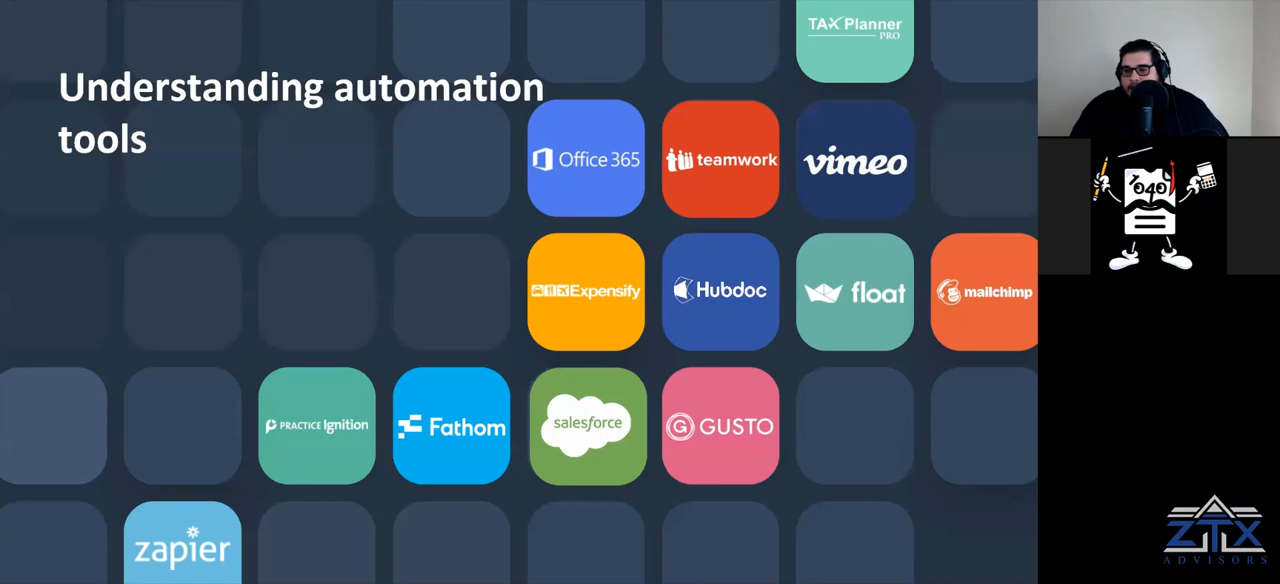 Understanding automation
tools
TAX Planner
PRO
Office 365
teamwork
vimeo
Expensify
Hubdoc
float
mailchimp
PRACTICE Ignition
Fathom
salesforce
G GUSTO
zapier
1040
ZTX
ADVISORS